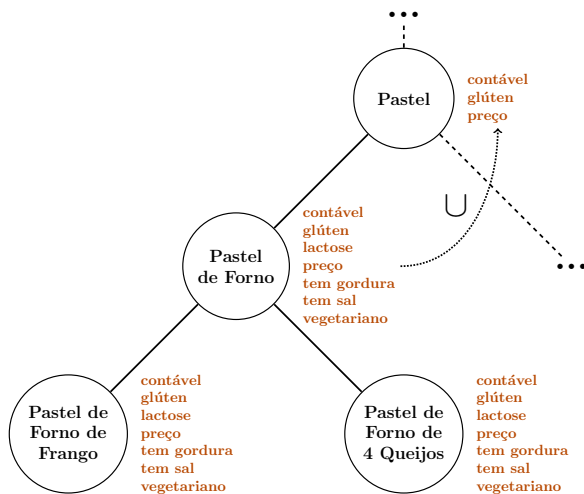 Pastel
contável
glúten
preço
∪
Pastel
de Forno
contável
glúten
lactose
preço
tem gordura
tem sal
vegetariano
Pastel de
Forno de
Frango
contável
glúten
lactose
preço
tem gordura
tem sal
vegetariano
Pastel de
Forno de
4 Queijos
contável
glúten
lactose
preço
tem gordura
tem sal
vegetariano